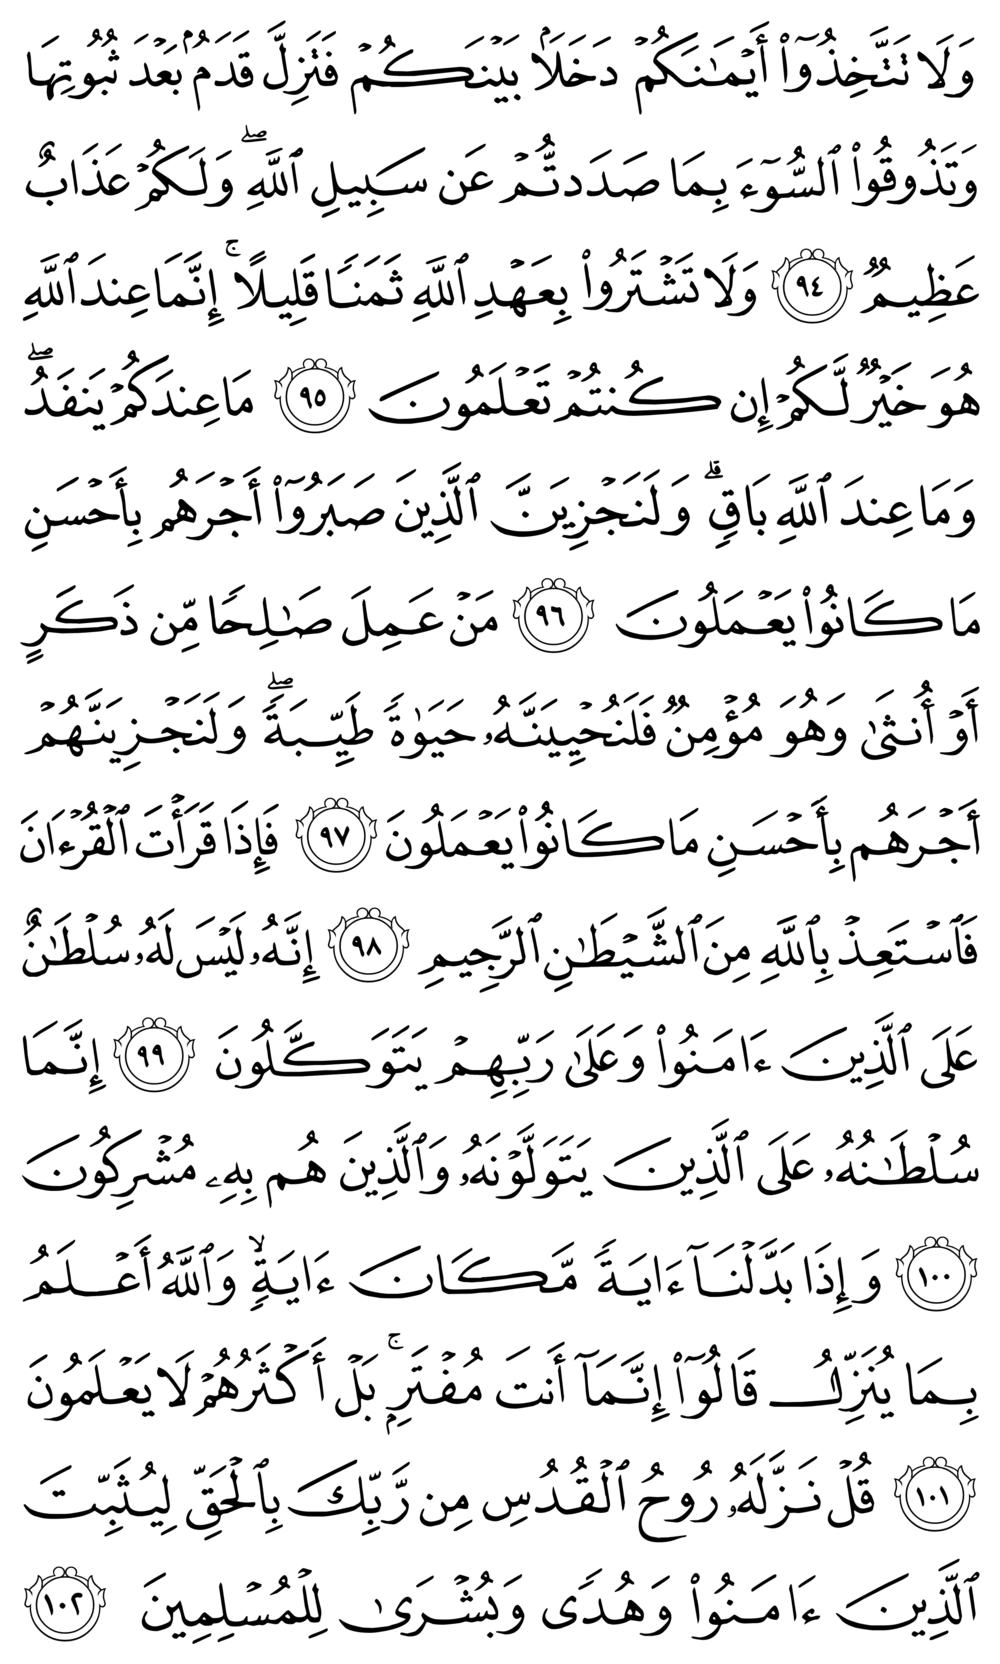 وَلَا تَتَّخِذُوٓا۟ أَيْمَـٰنَكُمْ دَخَلًۢا بَيْنَكُمْ فَتَزِلَّ قَدَمٌۢ بَعْدَ ثُبُوتِهَا
وَتَذُوقُوا۟ ٱلسُّوٓءَ بِمَا صَدَدتُّمْ عَن سَبِيلِ ٱللَّهِ ۖ وَلَكُمْ عَذَابٌ
عَظِيمٌ ٩٤ وَلَا تَشْتَرُوا۟ بِعَهْدِ ٱللَّهِ ثَمَنًا قَلِيلًا ۚ إِنَّمَا عِندَ ٱللَّهِ
هُوَ خَيْرٌ لَّكُمْ إِن كُنتُمْ تَعْلَمُونَ ٩٥ مَا عِندَكُمْ يَنفَدُ ۖ
وَمَا عِندَ ٱللَّهِ بَاقٍ ۗ وَلَنَجْزِيَنَّ ٱلَّذِينَ صَبَرُوٓا۟ أَجْرَهُم بِأَحْسَنِ
مَا كَانُوا۟ يَعْمَلُونَ ٩٦ مَنْ عَمِلَ صَـٰلِحًا مِّن ذَكَرٍ
أَوْ أُنثَىٰ وَهُوَ مُؤْمِنٌ فَلَنُحْيِيَنَّهُۥ حَيَوٰةً طَيِّبَةً ۖ وَلَنَجْزِيَنَّهُمْ
أَجْرَهُم بِأَحْسَنِ مَا كَانُوا۟ يَعْمَلُونَ ٩٧ فَإِذَا قَرَأْتَ ٱلْقُرْءَانَ
فَٱسْتَعِذْ بِٱللَّهِ مِنَ ٱلشَّيْطَـٰنِ ٱلرَّجِيمِ ٩٨ إِنَّهُۥ لَيْسَ لَهُۥ سُلْطَـٰنٌ
عَلَى ٱلَّذِينَ ءَامَنُوا۟ وَعَلَىٰ رَبِّهِمْ يَتَوَكَّلُونَ ٩٩ إِنَّمَا
سُلْطَـٰنُهُۥ عَلَى ٱلَّذِينَ يَتَوَلَّوْنَهُۥ وَٱلَّذِينَ هُم بِهِۦ مُشْرِكُونَ
١٠٠ وَإِذَا بَدَّلْنَآ ءَايَةً مَّكَانَ ءَايَةٍ ۙ وَٱللَّهُ أَعْلَمُ
بِمَا يُنَزِّلُ قَالُوٓا۟ إِنَّمَآ أَنتَ مُفْتَرٍۭ ۚ بَلْ أَكْثَرُهُمْ لَا يَعْلَمُونَ
١٠١ قُلْ نَزَّلَهُۥ رُوحُ ٱلْقُدُسِ مِن رَّبِّكَ بِٱلْحَقِّ لِيُثَبِّتَ
ٱلَّذِينَ ءَامَنُوا۟ وَهُدًى وَبُشْرَىٰ لِلْمُسْلِمِينَ ١٠٢